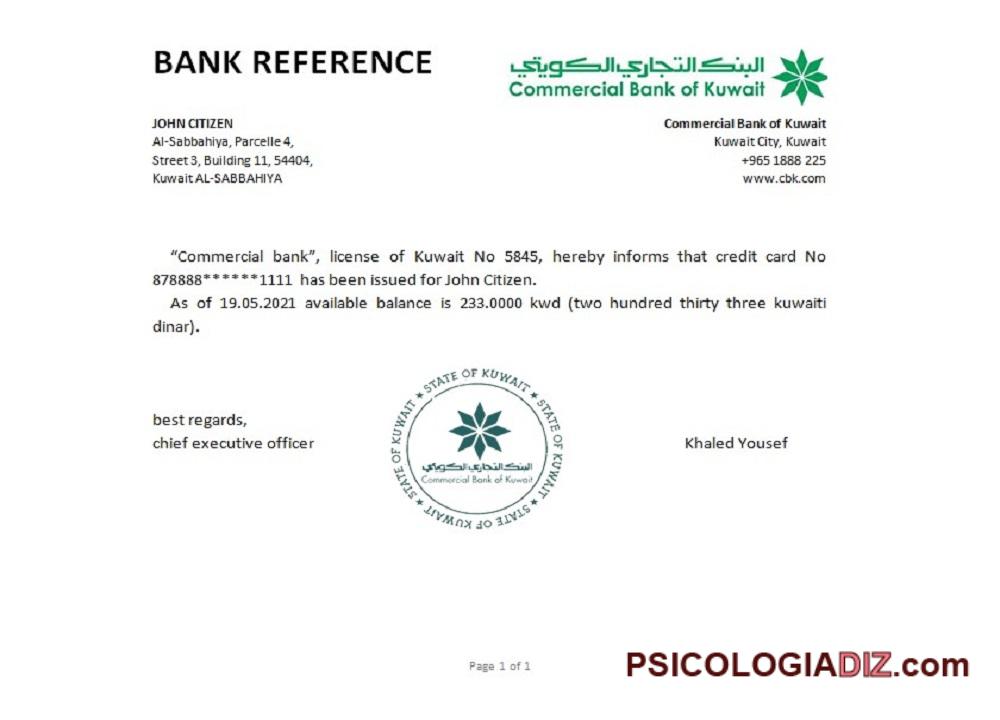 BANK REFERENCE
البنك التجاري الكويتي
Commercial Bank of Kuwait
JOHN CITIZEN
Al-Sabbahiya, Parcelle 4,
Street 3, Building 11, 54404,
Kuwait AL-SABBAHIYA
Commercial Bank of Kuwait
Kuwait City, Kuwait
+965 1888 225
www.cbk.com
“Commercial bank”, license of Kuwait No 5845, hereby informs that credit card No
878888******1111 has been issued for John Citizen.
As of 19.05.2021 available balance is 233.0000 kwd (two hundred thirty three kuwaiti
dinar).
best regards,
chief executive officer
★ STATE OF KUWAIT ★ STATE OF KUWAIT ★ STATE OF KUWAIT ★ STATE OF KUWAIT
البنك التجاري الكويتي
Commercial Bank of Kuwait
Khaled Yousef
Page 1 of 1
PSICOLOGIADIZ.com